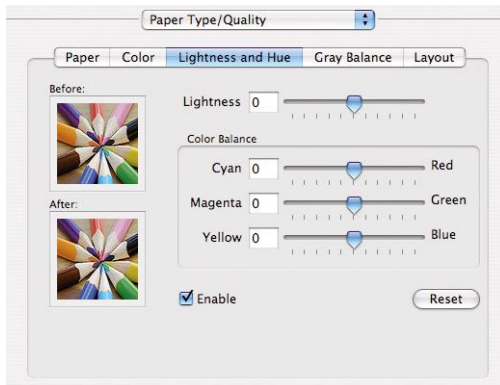 Paper Type/Quality
Paper Color Lightness and Hue Gray Balance Layout
Before:
Lightness 0
Color Balance
Cyan 0 Red
After:
Magenta 0 Green
Yellow 0 Blue
Enable Reset